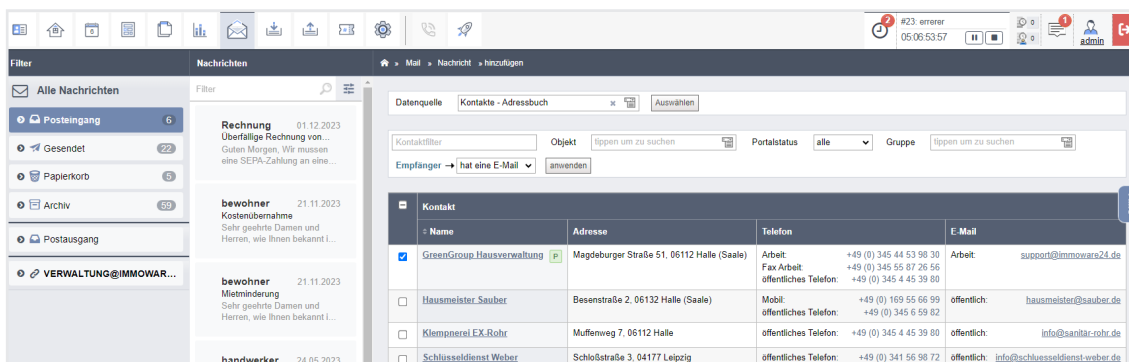 6
2
#23: errerer
05:06:53:57
0
0
1
admin
Filter
Nachrichten
» Mail » Nachricht » hinzufügen
Alle Nachrichten
Posteingang 6
Gesendet 22
Papierkorb 5
Archiv 59
Postausgang
VERWALTUNG@IMMOWAR...
Filter
Rechnung 01.12.2023
Überfällige Rechnung von...
Guten Morgen, Wir mussen
eine SEPA-Zahlung an eine...
bewohner 21.11.2023
Kostenübernahme
Sehr geehrte Damen und
Herren, wie Ihnen bekannt i...
bewohner 21.11.2023
Mietminderung
Sehr geehrte Damen und
Herren, wie Ihnen bekannt i...
handwerker 24.05.2023
Datenquelle Kontakte - Adressbuch × Auswählen
Kontaktfilter Objekt tippen um zu suchen Portalstatus alle Gruppe tippen um zu suchen
Empfänger → hat eine E-Mail anwenden
Kontakt
Name Adresse Telefon E-Mail
GreenGroup Hausverwaltung P Magdeburger Straße 51, 06112 Halle (Saale) Arbeit: +49 (0) 345 44 53 98 30 Arbeit: support@immoware24.de
Fax Arbeit: +49 (0) 345 55 87 26 56
öffentliches Telefon: +49 (0) 345 4 45 39 80
Hausmeister Sauber Besenstraße 2, 06132 Halle (Saale) Mobil: +49 (0) 169 55 66 99 öffentlich: hausmeister@sauber.de
öffentliches Telefon: +49 (0) 345 6 59 82
Klempnerei EX-Rohr Muffenweg 7, 06112 Halle öffentliches Telefon: +49 (0) 345 4 45 39 80 öffentlich: info@sanitär-rohr.de
Schlüsseldienst Weber Schloßstraße 3, 04177 Leipzig öffentliches Telefon: +49 (0) 341 56 98 72 öffentlich: info@schluesseldienst-weber.de